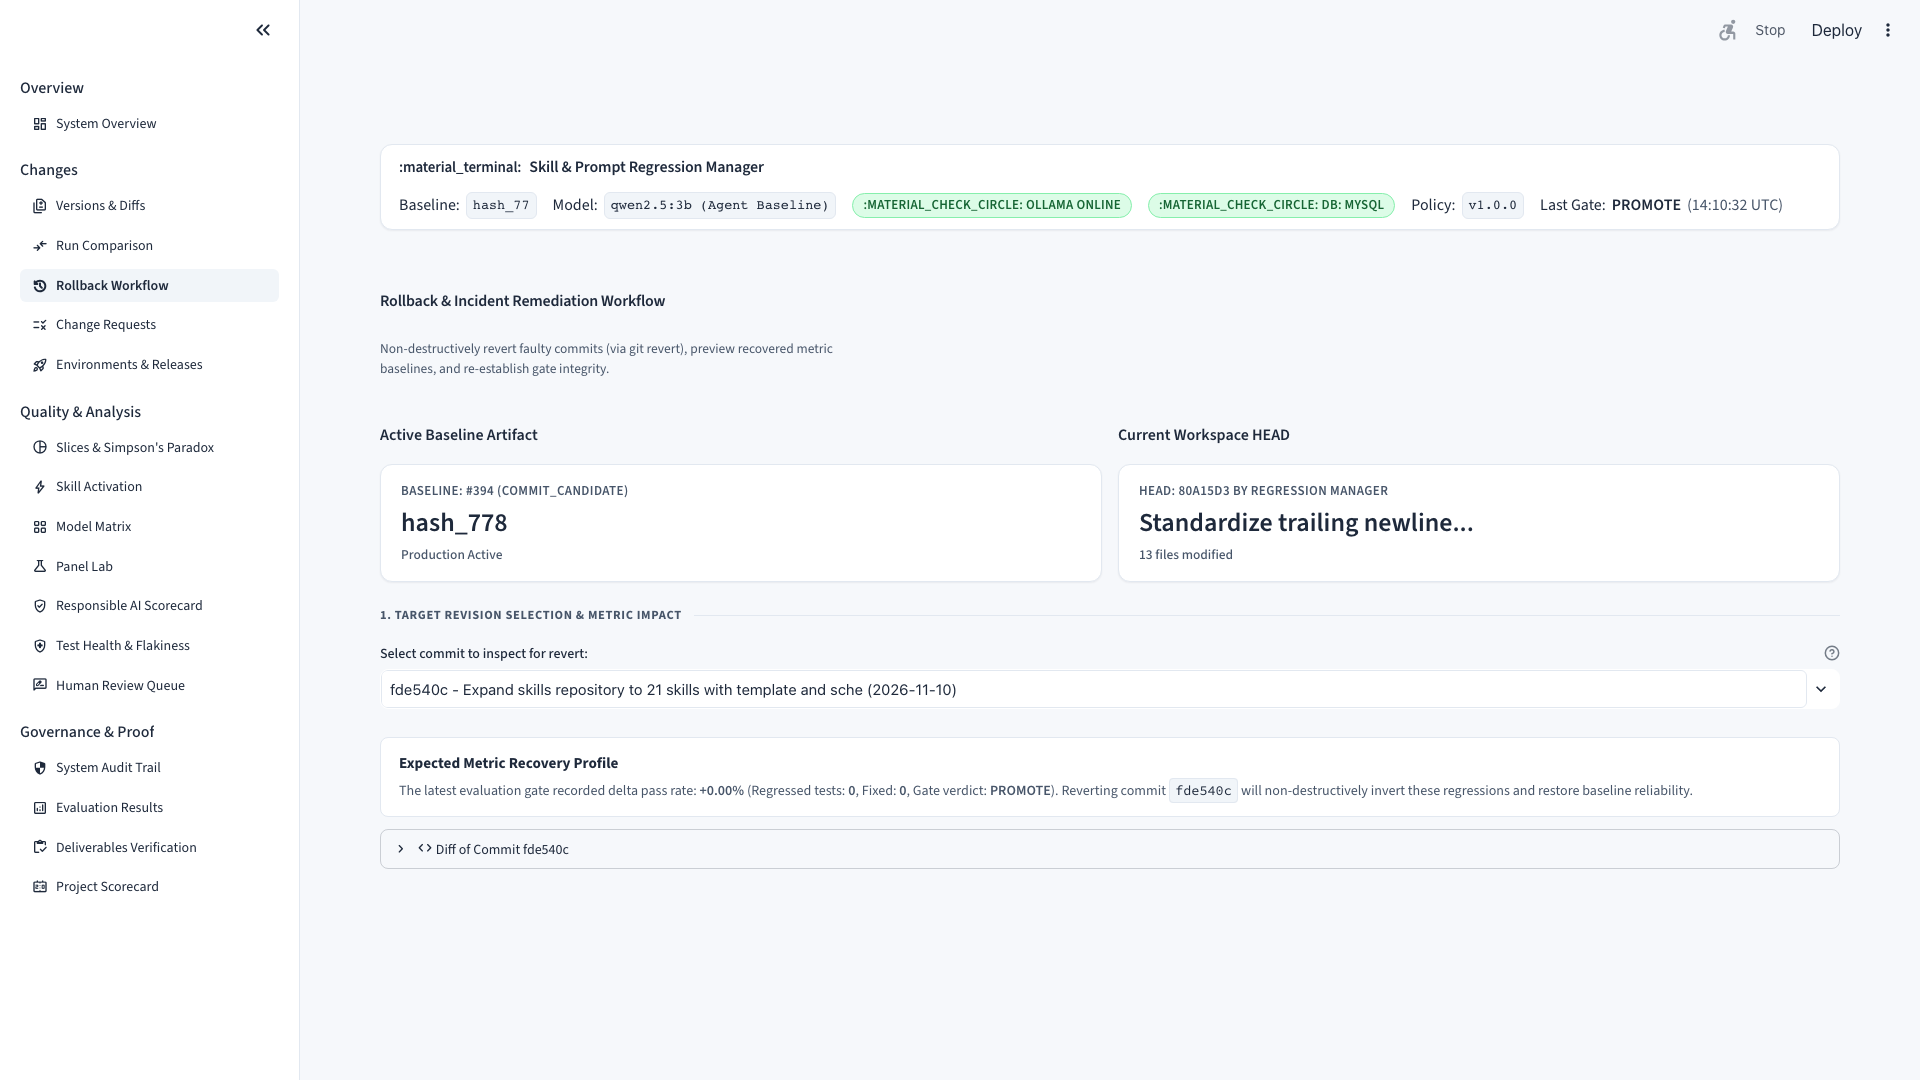 Stop
Deploy
Overview
System Overview
Changes
Versions & Diffs
Run Comparison
Rollback Workflow
Change Requests
Environments & Releases
Quality & Analysis
Slices & Simpson's Paradox
Skill Activation
Model Matrix
Panel Lab
Responsible AI Scorecard
Test Health & Flakiness
Human Review Queue
Governance & Proof
System Audit Trail
Evaluation Results
Deliverables Verification
Project Scorecard
:material_terminal: Skill & Prompt Regression Manager
Baseline: hash_77 Model: qwen2.5:3b (Agent Baseline) :MATERIAL_CHECK_CIRCLE: OLLAMA ONLINE :MATERIAL_CHECK_CIRCLE: DB: MYSQL Policy: v1.0.0 Last Gate: PROMOTE (14:10:32 UTC)
Rollback & Incident Remediation Workflow
Non-destructively revert faulty commits (via git revert), preview recovered metric
baselines, and re-establish gate integrity.
Active Baseline Artifact
BASELINE: #394 (COMMIT_CANDIDATE)
hash_778
Production Active
Current Workspace HEAD
HEAD: 80A15D3 BY REGRESSION MANAGER
Standardize trailing newline...
13 files modified
1. TARGET REVISION SELECTION & METRIC IMPACT
Select commit to inspect for revert:
fde540c - Expand skills repository to 21 skills with template and sche (2026-11-10)
Expected Metric Recovery Profile
The latest evaluation gate recorded delta pass rate: +0.00% (Regressed tests: 0, Fixed: 0, Gate verdict: PROMOTE). Reverting commit fde540c will non-destructively invert these regressions and restore baseline reliability.
Diff of Commit fde540c